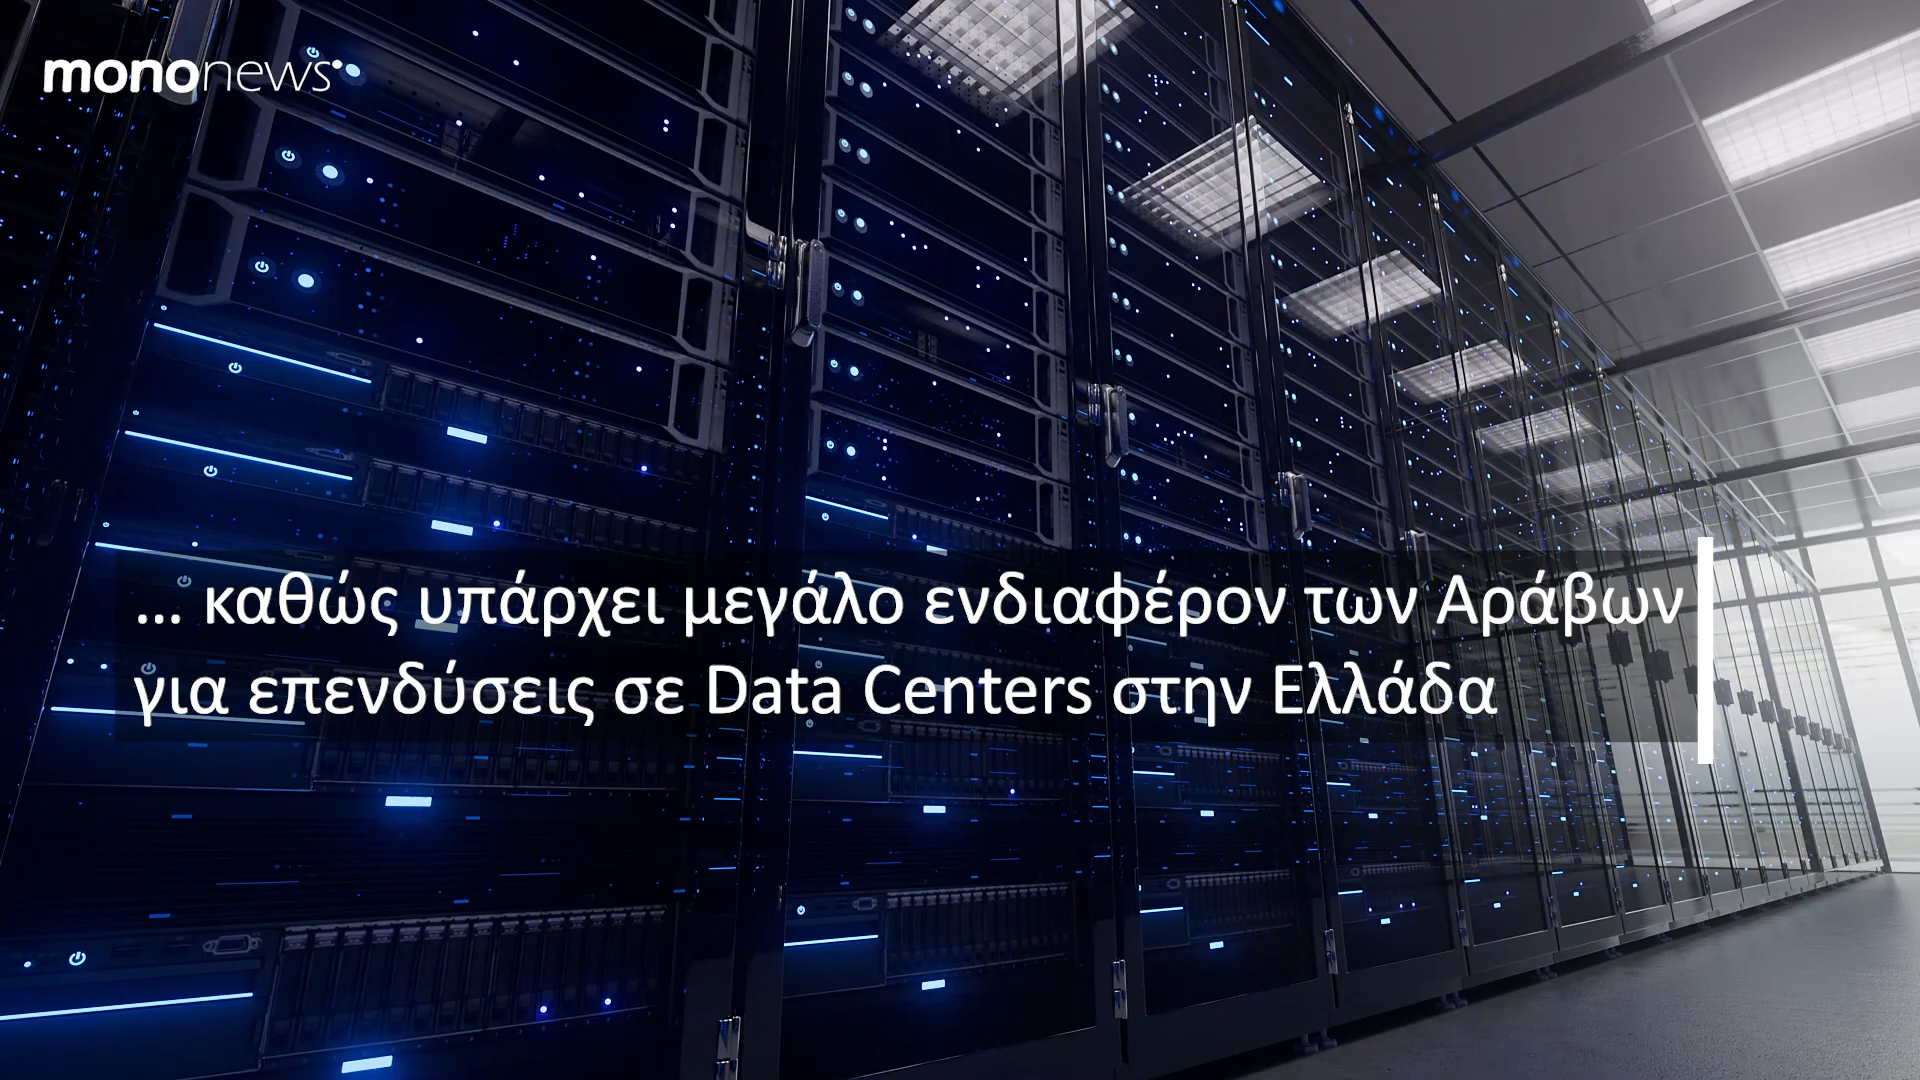 mononews
... καθώς υπάρχει μεγάλο ενδιαφέρον των Αράβων
για επενδύσεις σε Data Centers στην Ελλάδα